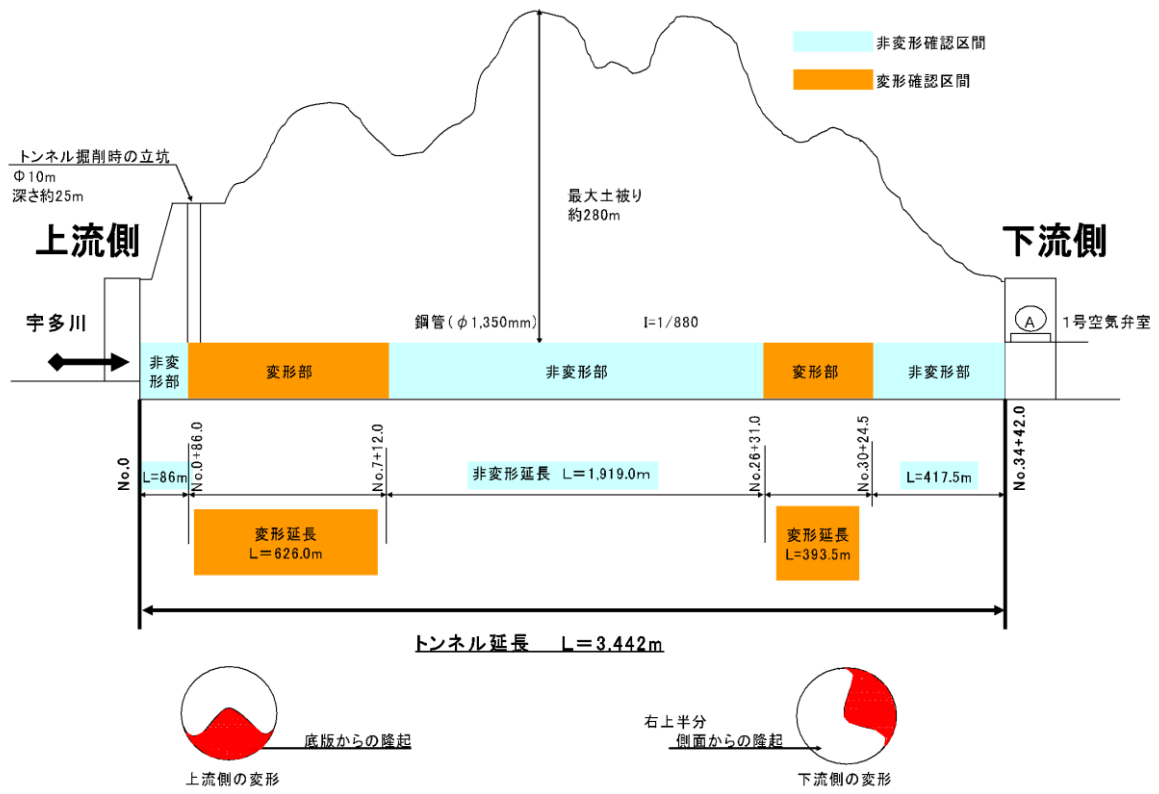 非変形確認区間
変形確認区間
トンネル掘削時の立坑
Φ10m
深さ約25m
最大土被り
約280m
上流側
下流側
宇多川
鋼管(φ1,350mm)
I=1/880
A
1号空気弁室
非変
形部
変形部
非変形部
変形部
非変形部
No.0
L=86m
No.0+86.0
No.7+12.0
非変形延長 L=1,919.0m
No.26+31.0
No.30+24.5
L=417.5m
No.34+42.0
変形延長
L=626.0m
変形延長
L=393.5m
トンネル延長 L=3.442m
底版からの隆起
上流側の変形
右上半分
側面からの隆起
下流側の変形